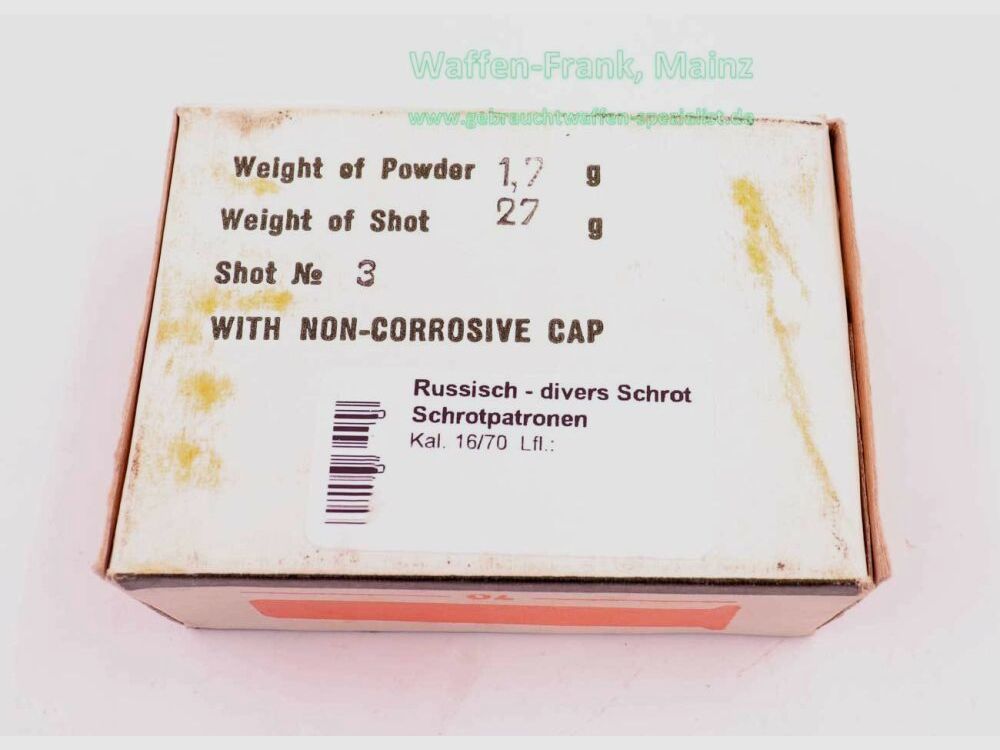 Waffen-Frank, Mainz
www.gebrauchtwaffen-spezialist.de
Weight of Powder 1,7 g
Weight of Shot 27 g
Shot № 3
WITH NON-CORROSIVE CAP
Russisch - divers Schrot
Schrotpatronen
Kal. 16/70 Lfl.:
70